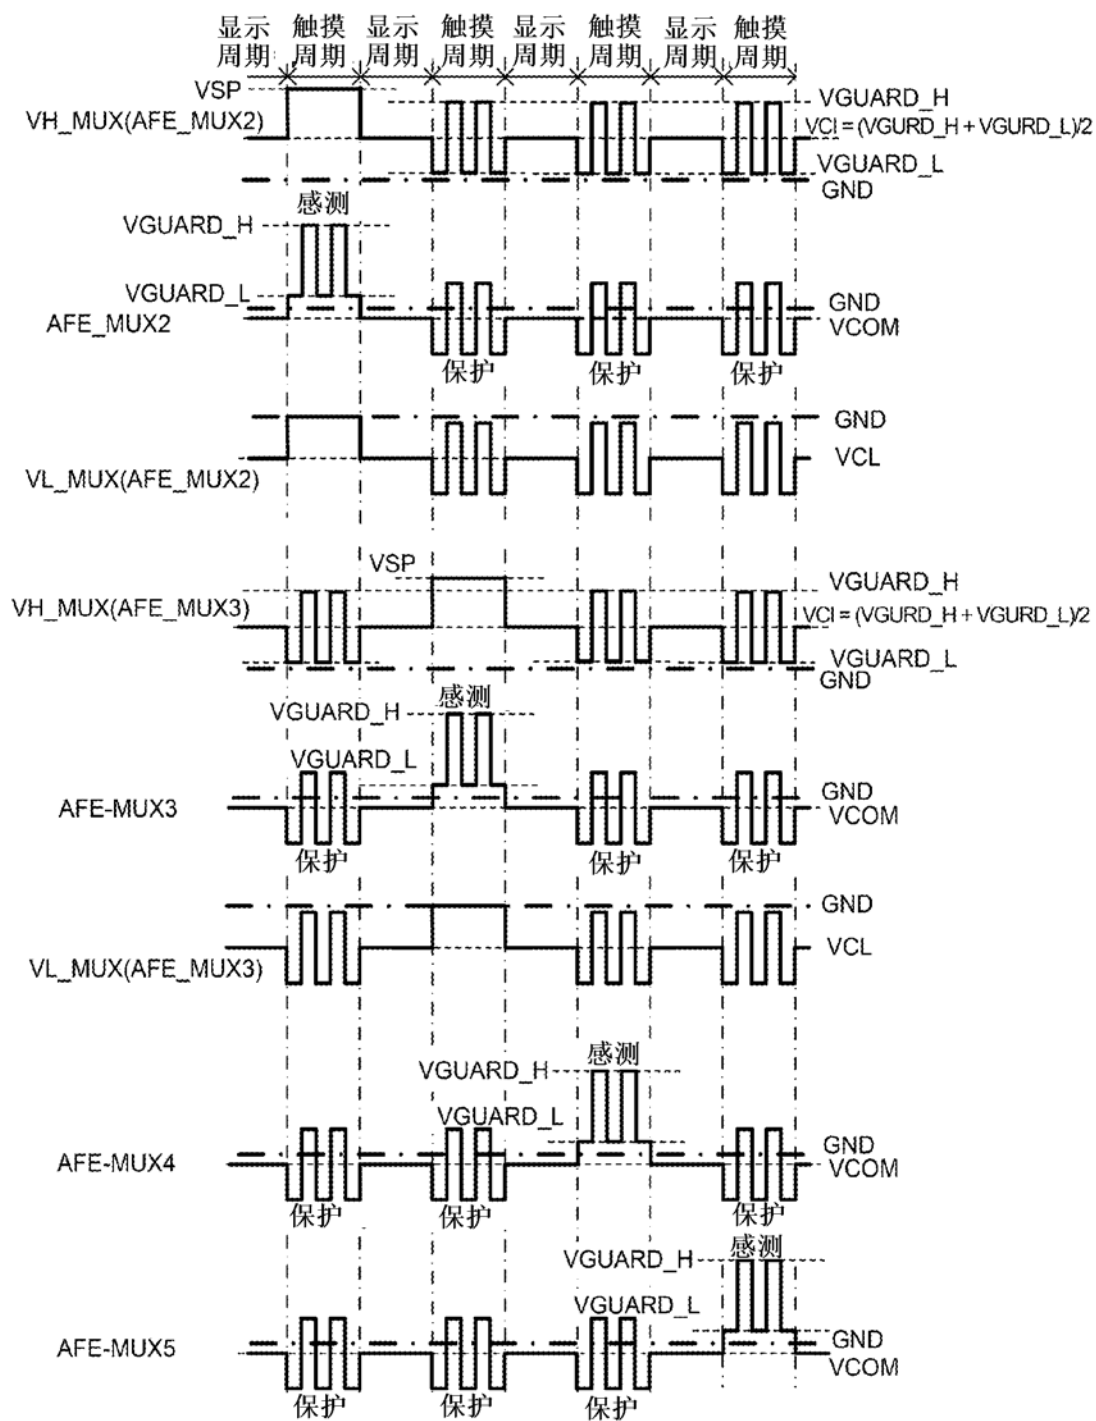 显示 触摸 显示 触摸 显示 触摸 显示 触摸
周期 周期 周期 周期 周期 周期 周期 周期
VSP
VGUARD_H
VH_MUX(AFE_MUX2)
VCI = (VGURD_H + VGURD_L)/2
VGUARD_L
GND
感测
VGUARD_H
VGUARD_L
GND
AFE_MUX2
VCOM
保护 保护 保护
GND
VCL
VL_MUX(AFE_MUX2)
VSP
VGUARD_H
VH_MUX(AFE_MUX3)
VCI = (VGURD_H + VGURD_L)/2
VGUARD_L
GND
感测
VGUARD_H
VGUARD_L
GND
AFE-MUX3
VCOM
保护 保护 保护
GND
VCL
VL_MUX(AFE_MUX3)
感测
VGUARD_H
VGUARD_L
GND
AFE-MUX4
VCOM
保护 保护 保护
感测
VGUARD_H
VGUARD_L
GND
AFE-MUX5
VCOM
保护 保护 保护